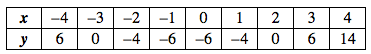 x –4 –3 –2 –1 0 1 2 3 4
y 6 0 –4 –6 –6 –4 0 6 14